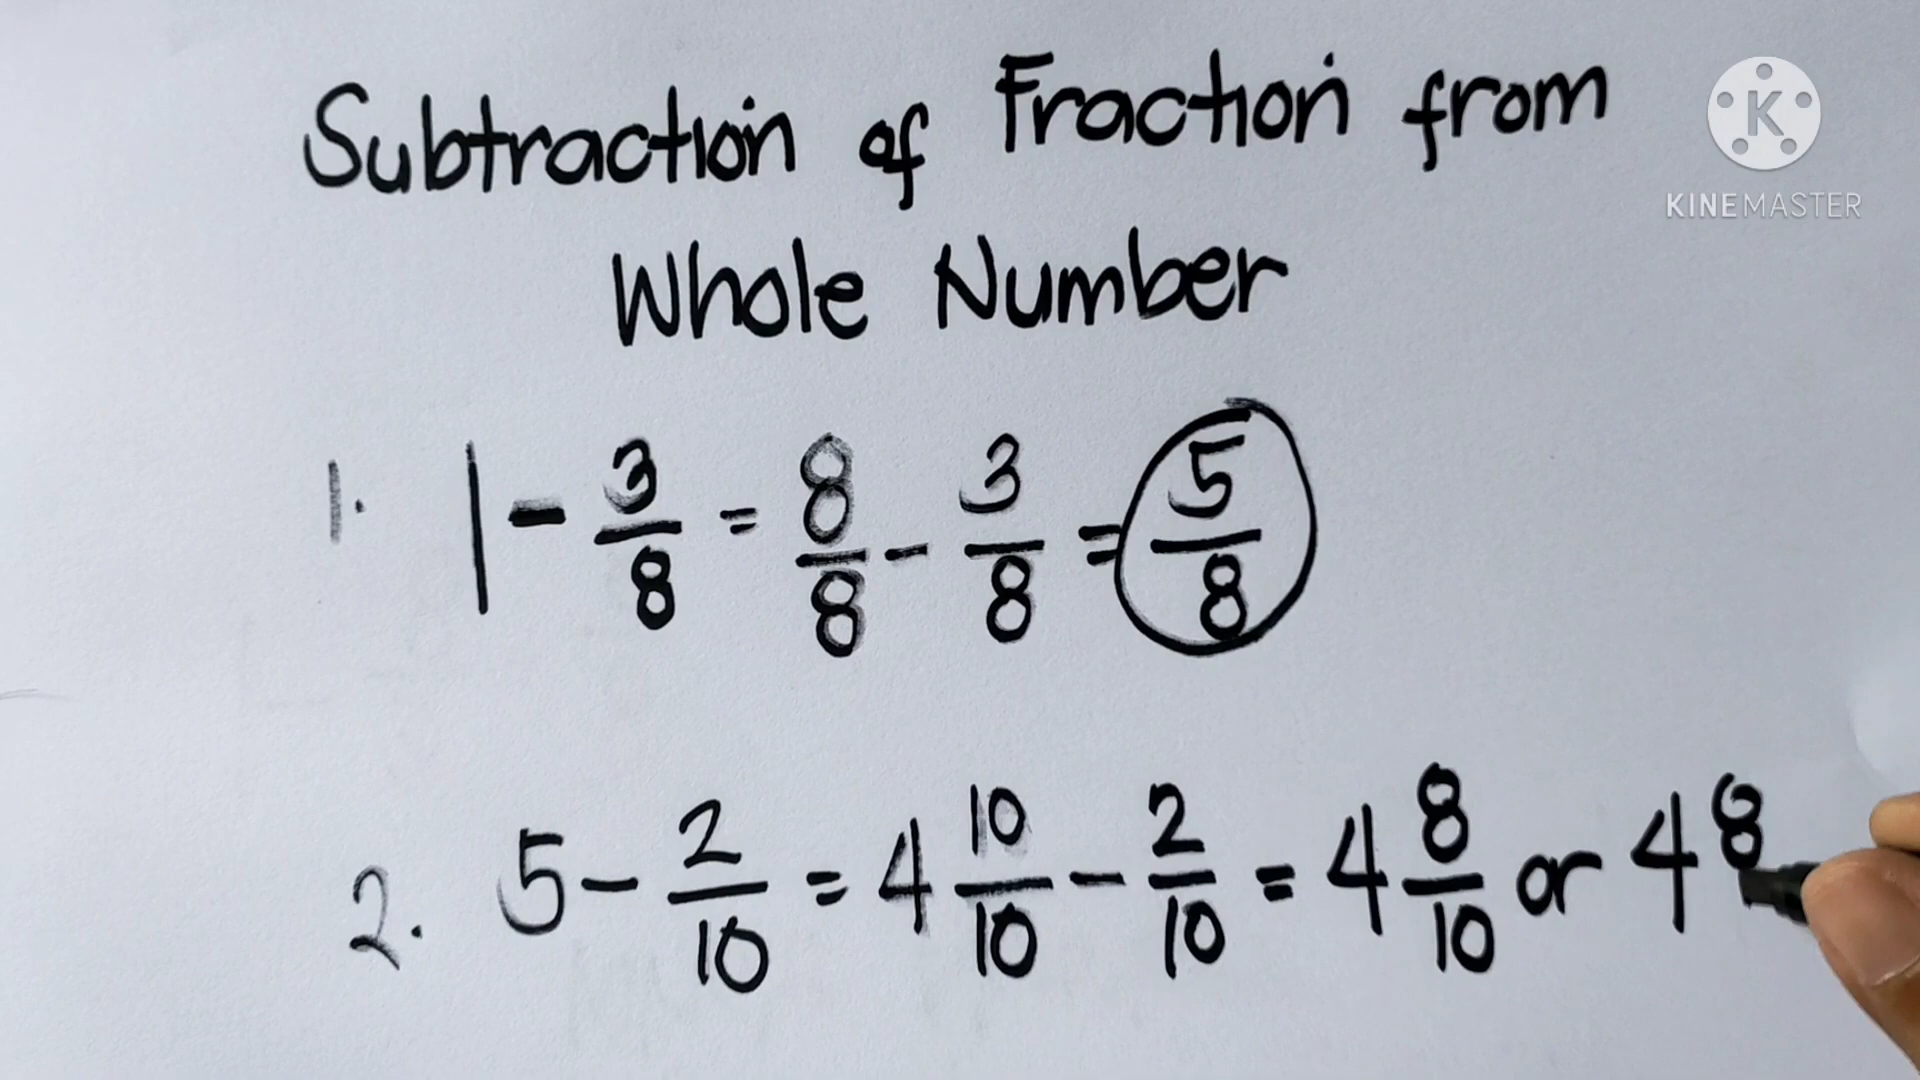 Subtraction of Fraction from
K
KINEMASTER
Whole Number
1. 1 - 3/8 = 8/8 - 3/8 = 5/8
2. 5 - 2/10 = 4 10/10 - 2/10 = 4 8/10 or 4 8